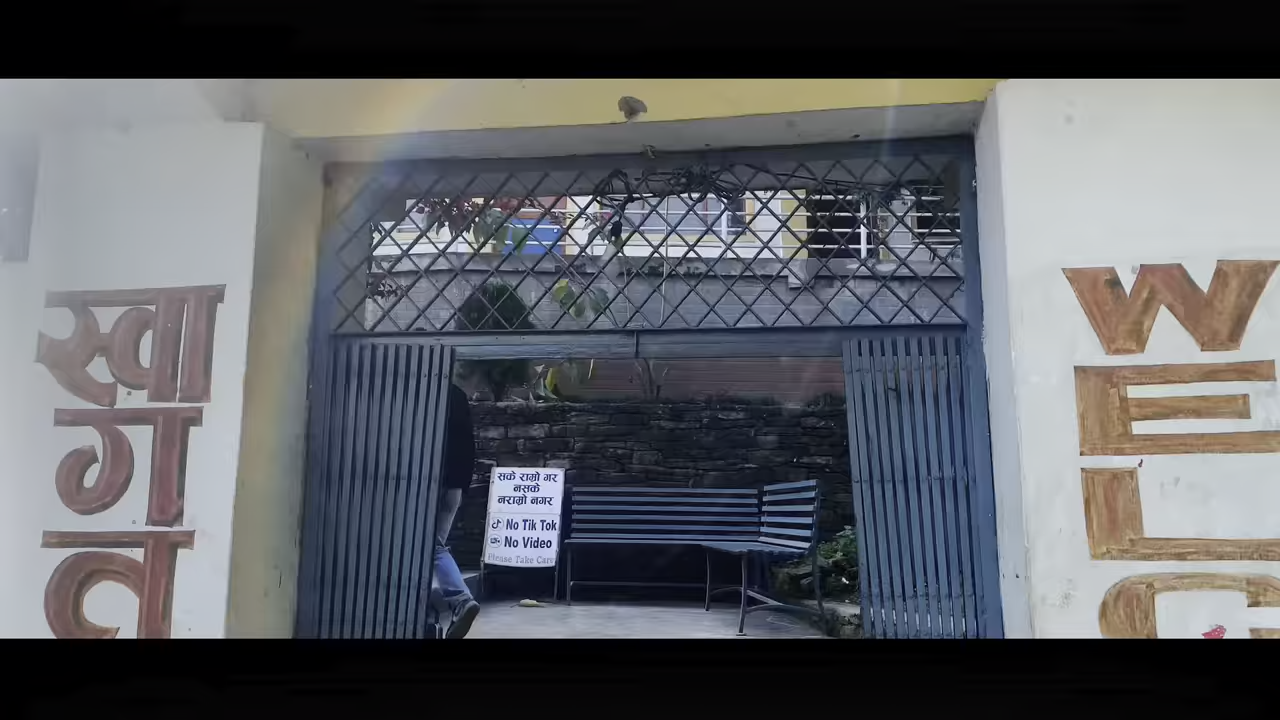 स्वा
ग
त
सके राम्रो गर
नसके
नराम्रो नगर
No Tik Tok
No Video
Please Take Care
W
E
L
C